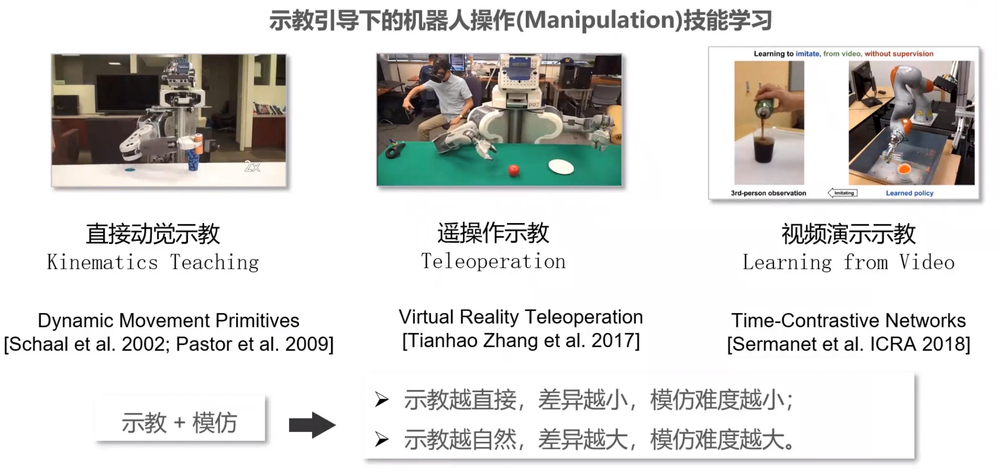 示教引导下的机器人操作(Manipulation)技能学习
2x
PR2
Learning to imitate, from video, without supervision
3rd-person observation
Imitating
Learned policy
直接动觉示教
Kinematics Teaching
遥操作示教
Teleoperation
视频演示示教
Learning from Video
Dynamic Movement Primitives
[Schaal et al. 2002; Pastor et al. 2009]
Virtual Reality Teleoperation
[Tianhao Zhang et al. 2017]
Time-Contrastive Networks
[Sermanet et al. ICRA 2018]
示教 + 模仿
➢ 示教越直接，差异越小，模仿难度越小；
➢ 示教越自然，差异越大，模仿难度越大。